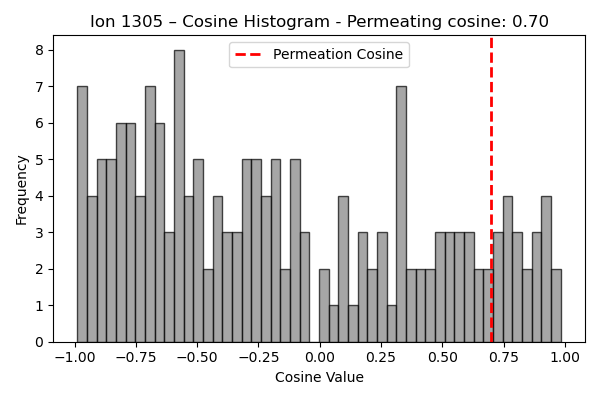 Ion 1305 – Cosine Histogram - Permeating cosine: 0.70
Permeation Cosine
Frequency
8
7
6
5
4
3
2
1
0
−1.00 −0.75 −0.50 −0.25 0.00 0.25 0.50 0.75 1.00
Cosine Value